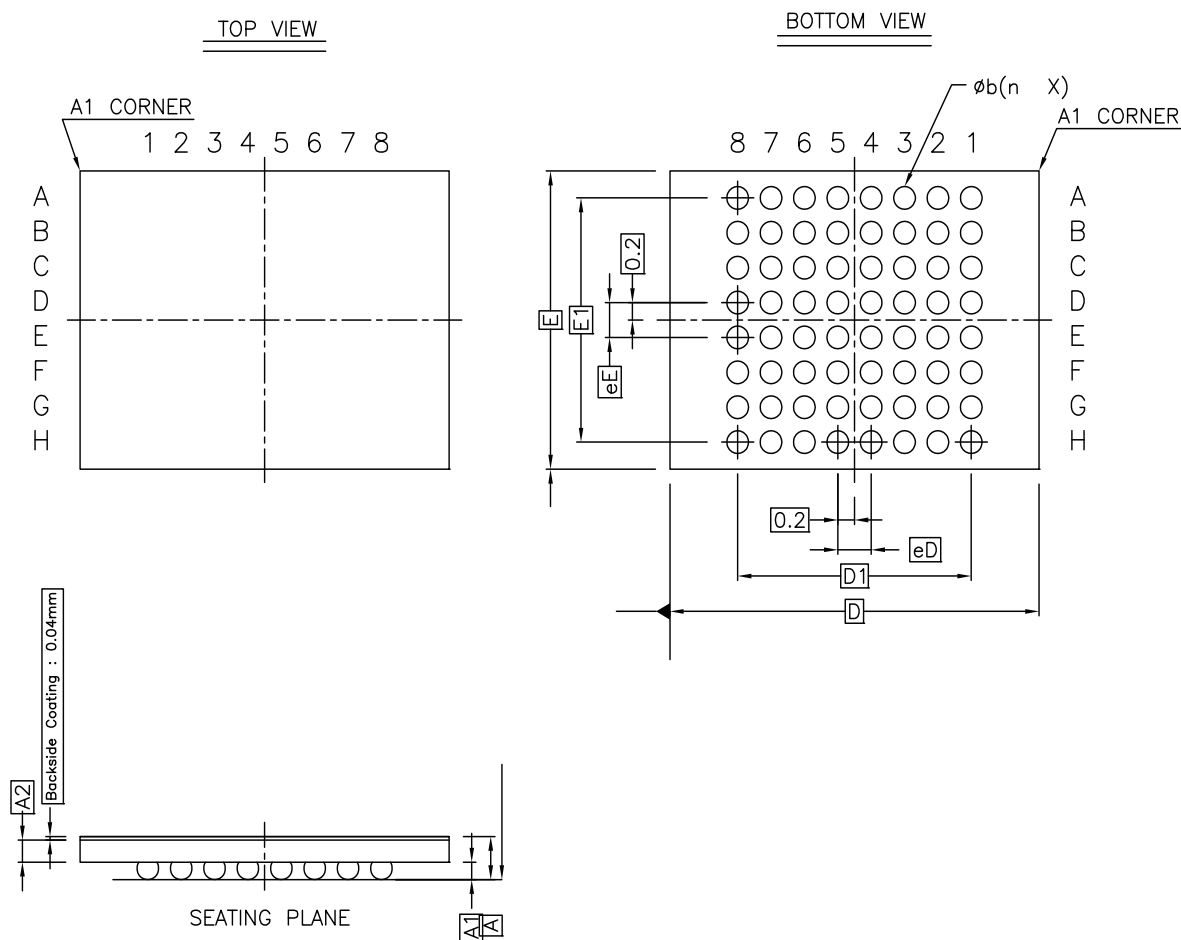 TOP VIEW
A1 CORNER
1 2 3 4 5 6 7 8
A
B
C
D
E
F
G
H
BOTTOM VIEW
øb(n X)
A1 CORNER
8 7 6 5 4 3 2 1
A
B
C
D
E
F
G
H
E
E1
0.2
eE
0.2
eD
D1
D
Backside Coating : 0.04mm
A2
A1
A
SEATING PLANE